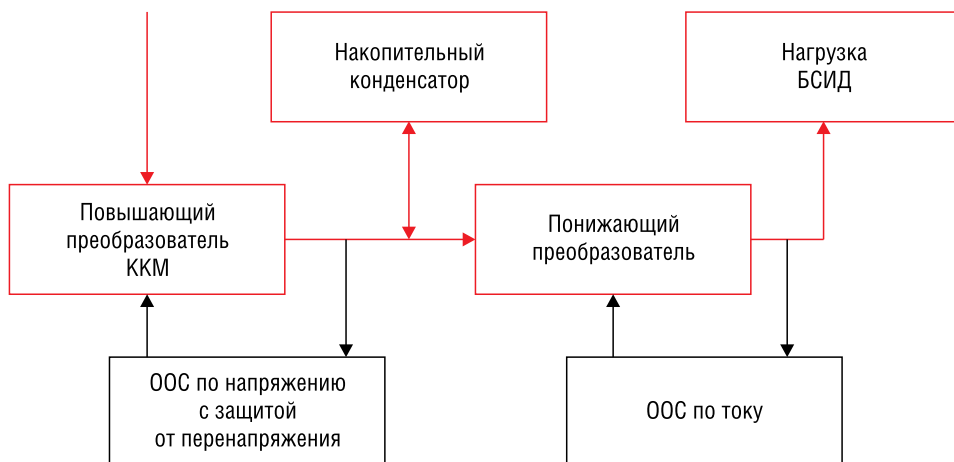 Накопительный
конденсатор
Нагрузка
БСИД
Повышающий
преобразователь
ККМ
Понижающий
преобразователь
ООС по напряжению
с защитой
от перенапряжения
ООС по току